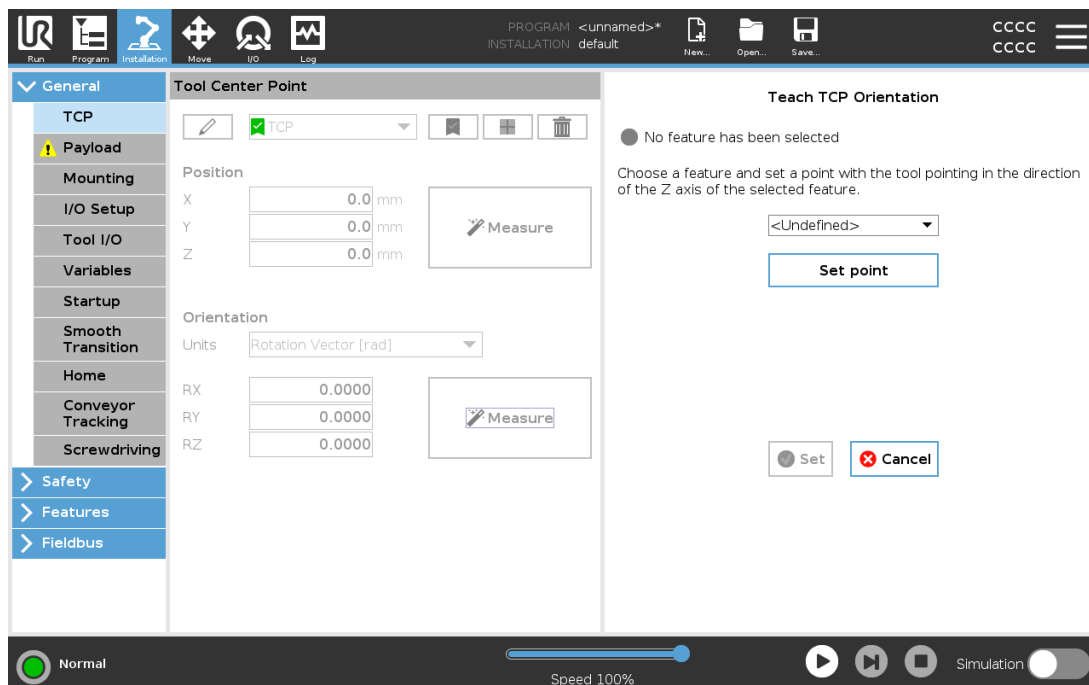 PROGRAM <unnamed>*
INSTALLATION default
CCCC
CCCC
UR
Run
Program
Installation
Move
I/O
Log
New...
Open...
Save...
General
TCP
Payload
Mounting
I/O Setup
Tool I/O
Variables
Startup
Smooth
Transition
Home
Conveyor
Tracking
Screwdriving
Safety
Features
Fieldbus
Tool Center Point
TCP
Position
X 0.0 mm
Y 0.0 mm
Z 0.0 mm
Measure
Orientation
Units Rotation Vector [rad]
RX 0.0000
RY 0.0000
RZ 0.0000
Measure
Teach TCP Orientation
No feature has been selected
Choose a feature and set a point with the tool pointing in the direction
of the Z axis of the selected feature.
<Undefined>
Set point
Set
Cancel
Normal
Speed 100%
Simulation